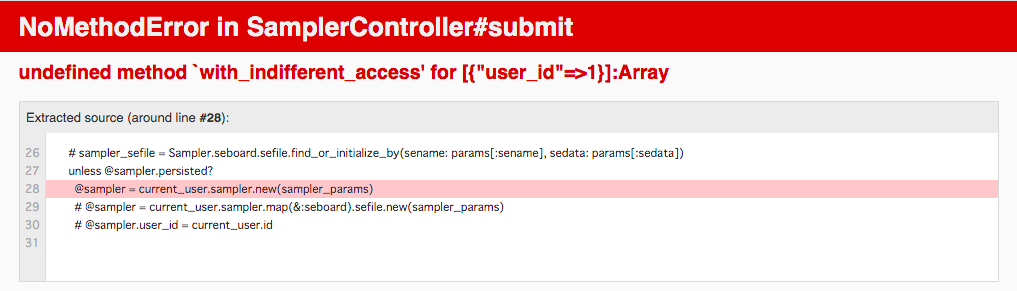 NoMethodError in SamplerController#submit
undefined method `with_indifferent_access' for [{"user_id"=>1}]:Array
Extracted source (around line #28):
26 # sampler_sefile = Sampler.seboard.sefile.find_or_initialize_by(sename: params[:sename], sedata: params[:sedata])
27 unless @sampler.persisted?
28 @sampler = current_user.sampler.new(sampler_params)
29 # @sampler = current_user.sampler.map(&:seboard).sefile.new(sampler_params)
30 # @sampler.user_id = current_user.id
31